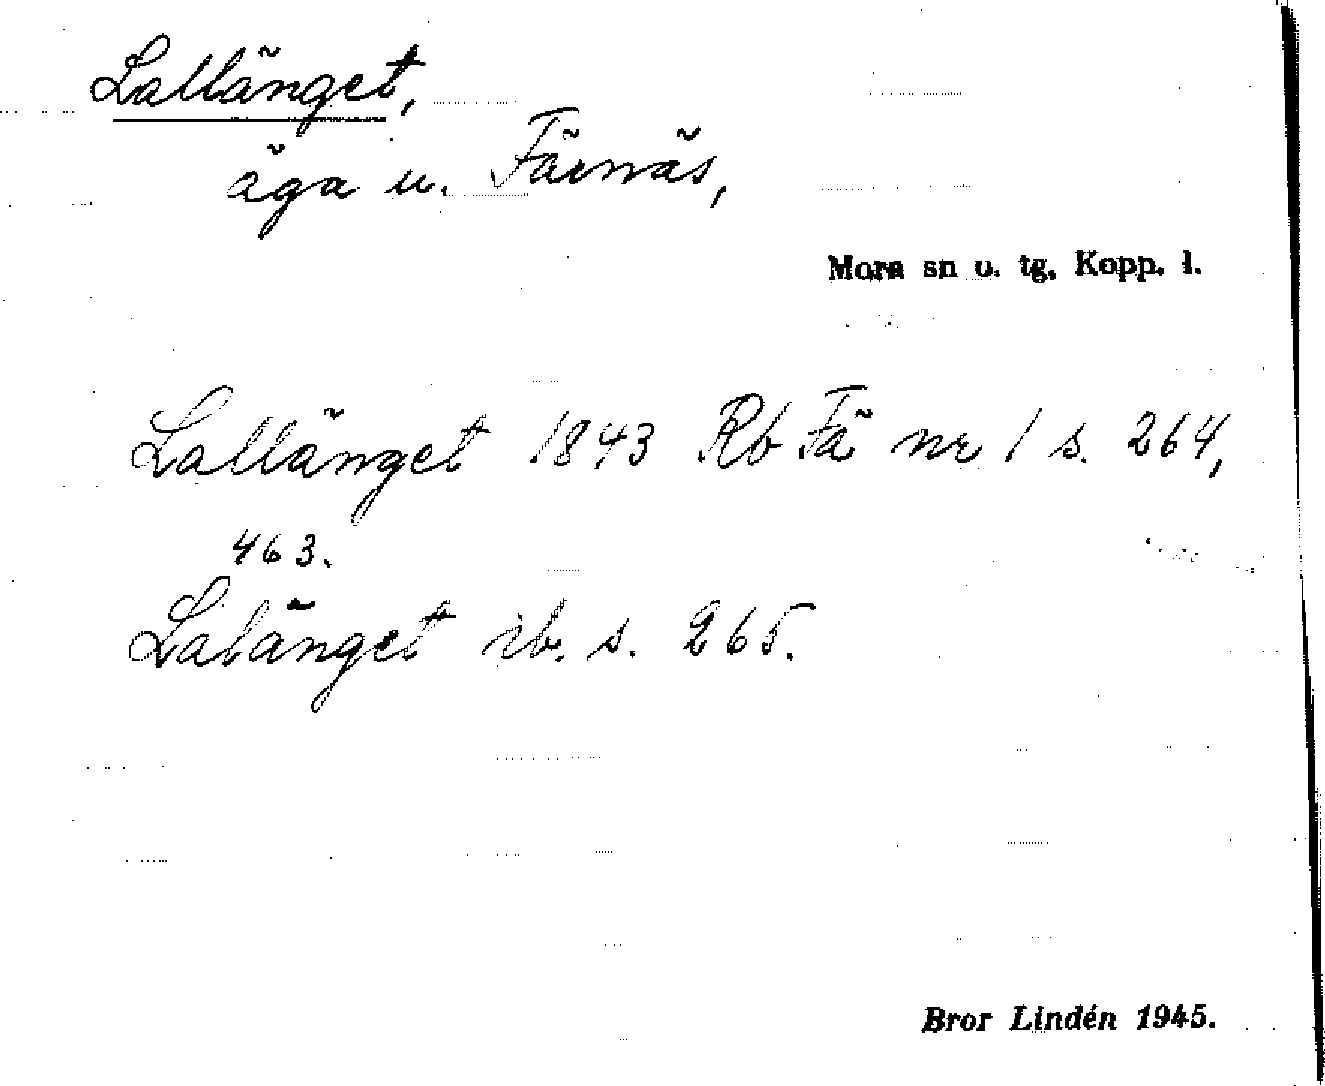 Lallänget,
äga u. Färnäs,
Mora sn o. tg, Kopp. l.
Lallänget 1843 Rb Fä nr 1 s. 264,
463.
Lalänget ib. s. 265.
Bror Lindén 1945.